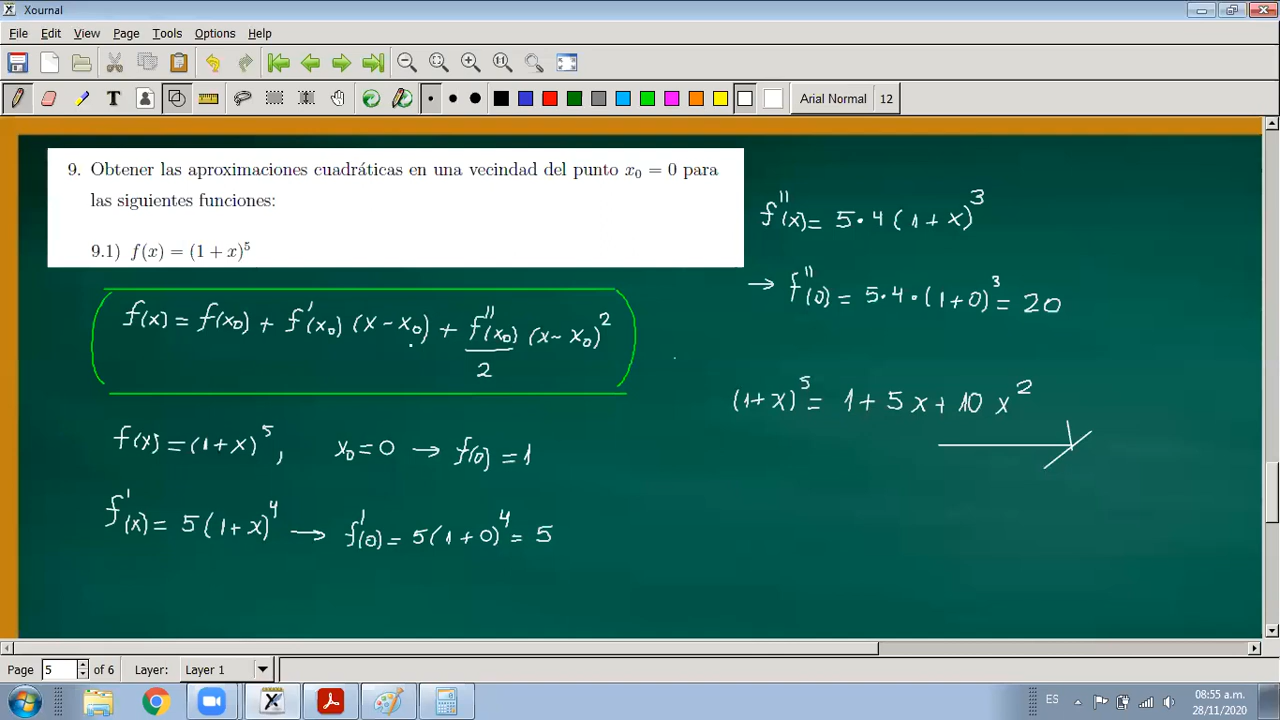 Xournal
File Edit View Page Tools Options Help
Arial Normal 12
9. Obtener las aproximaciones cuadráticas en una vecindad del punto x₀ = 0 para
las siguientes funciones:
9.1) f(x) = (1 + x)⁵
f(x) = f(x₀) + f'(x₀) (x - x₀) + f''(x₀)/2 (x - x₀)²
f(x) = (1 + x)⁵, x₀ = 0 → f(0) = 1
f'(x) = 5(1 + x)⁴ → f'(0) = 5(1 + 0)⁴ = 5
f''(x) = 5·4(1 + x)³
→ f''(0) = 5·4·(1 + 0)³ = 20
(1 + x)⁵ = 1 + 5x + 10x²
Page 5 of 6 Layer: Layer 1
ES
08:55 a.m.
28/11/2020